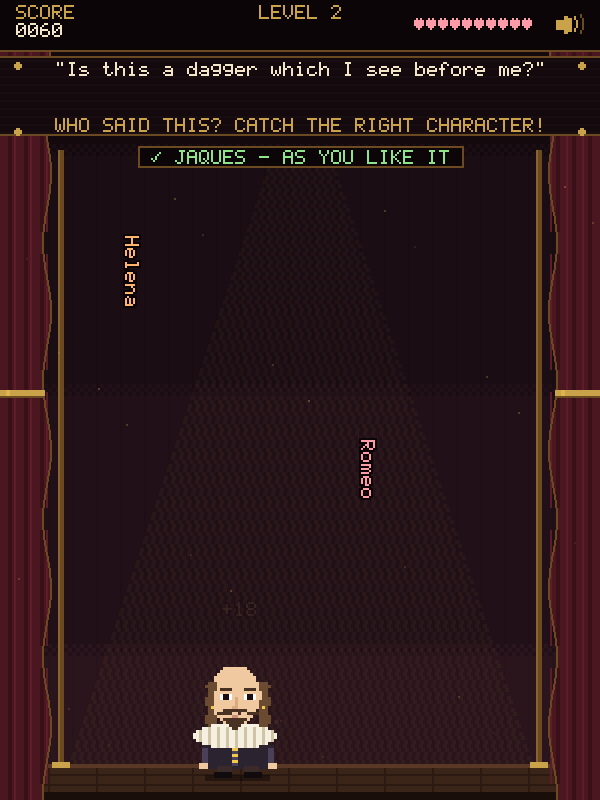 SCORE
0060
LEVEL 2
"Is this a dagger which I see before me?"
WHO SAID THIS? CATCH THE RIGHT CHARACTER!
✓ JAQUES — AS YOU LIKE IT
Helena
Romeo
+18